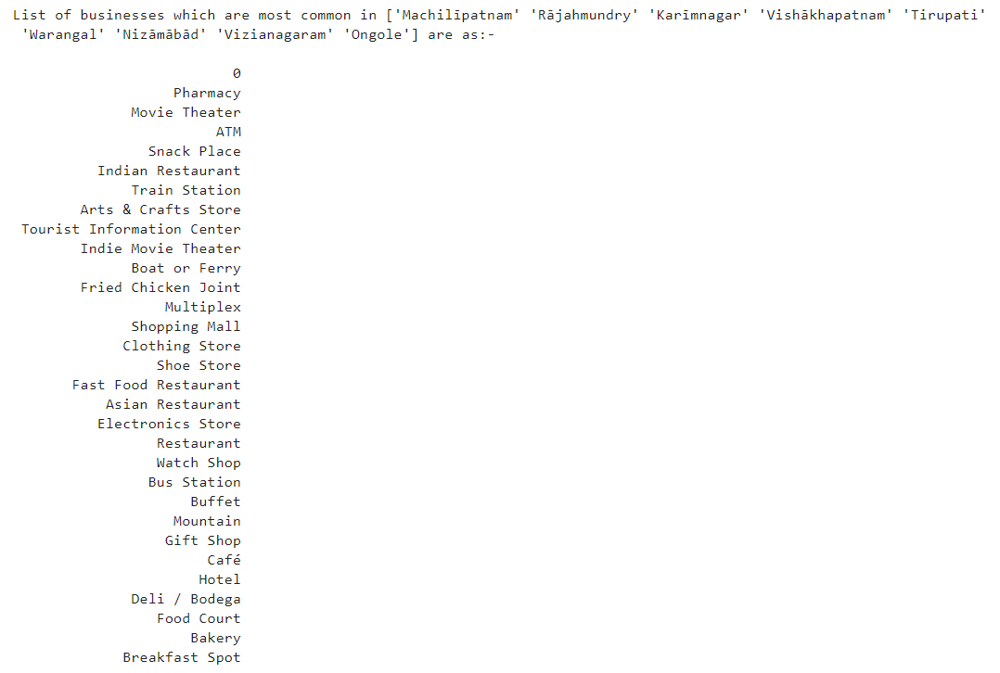 List of businesses which are most common in ['Machilīpatnam' 'Rājahmundry' 'Karīmnagar' 'Vishākhapatnam' 'Tirupati'
'Warangal' 'Nizāmābād' 'Vizianagaram' 'Ongole'] are as:-
0
Pharmacy
Movie Theater
ATM
Snack Place
Indian Restaurant
Train Station
Arts & Crafts Store
Tourist Information Center
Indie Movie Theater
Boat or Ferry
Fried Chicken Joint
Multiplex
Shopping Mall
Clothing Store
Shoe Store
Fast Food Restaurant
Asian Restaurant
Electronics Store
Restaurant
Watch Shop
Bus Station
Buffet
Mountain
Gift Shop
Café
Hotel
Deli / Bodega
Food Court
Bakery
Breakfast Spot